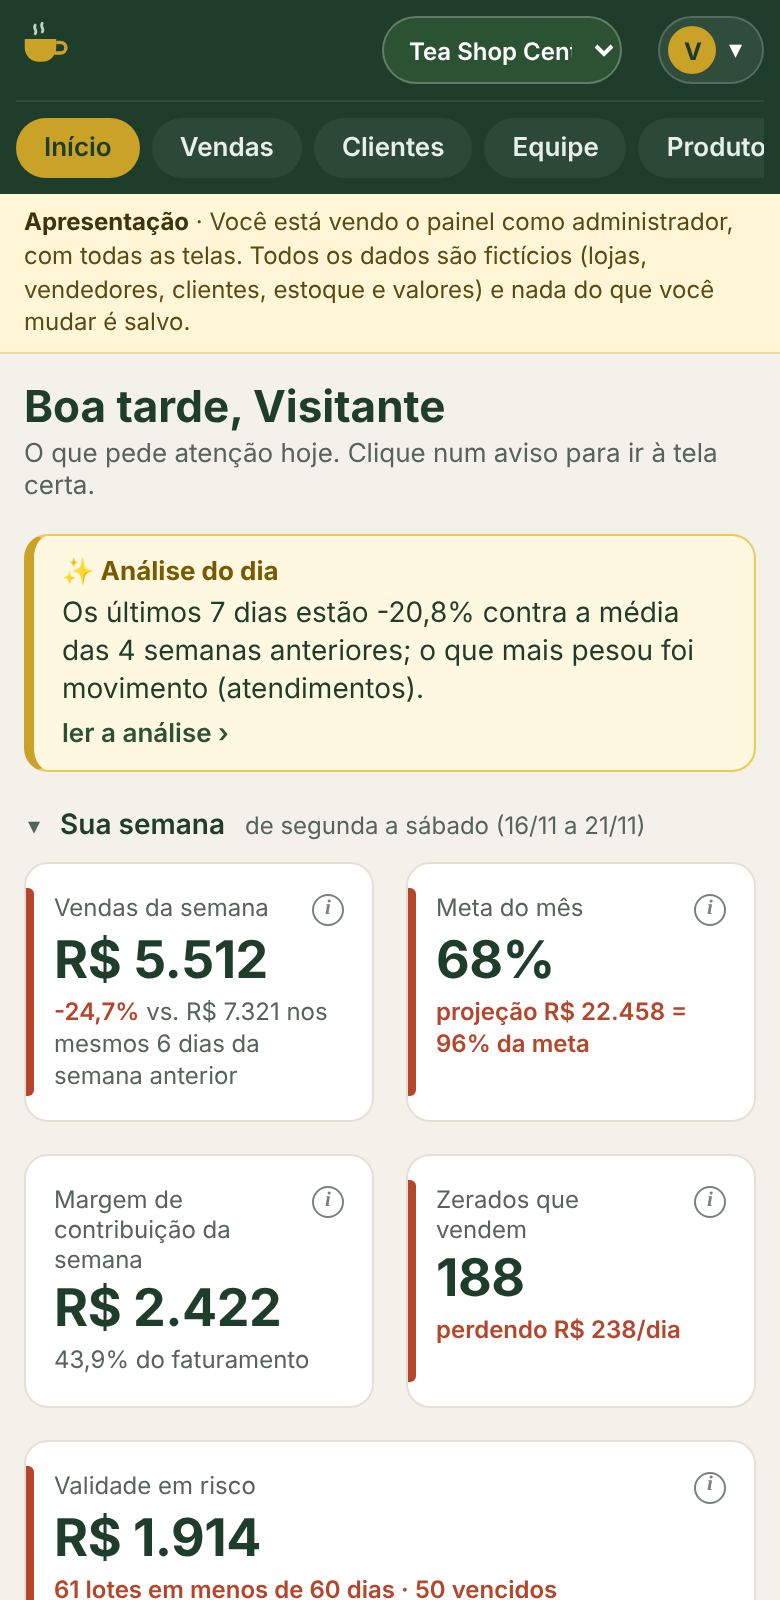 Tea Shop Cent
V ▼
Início Vendas Clientes Equipe Produto
Apresentação · Você está vendo o painel como administrador,
com todas as telas. Todos os dados são fictícios (lojas,
vendedores, clientes, estoque e valores) e nada do que você
mudar é salvo.
Boa tarde, Visitante
O que pede atenção hoje. Clique num aviso para ir à tela
certa.
✨ Análise do dia
Os últimos 7 dias estão -20,8% contra a média
das 4 semanas anteriores; o que mais pesou foi
movimento (atendimentos).
ler a análise ›
▼ Sua semana de segunda a sábado (16/11 a 21/11)
Vendas da semana i
R$ 5.512
-24,7% vs. R$ 7.321 nos
mesmos 6 dias da
semana anterior
Meta do mês i
68%
projeção R$ 22.458 =
96% da meta
Margem de i
contribuição da
semana
R$ 2.422
43,9% do faturamento
Zerados que i
vendem
188
perdendo R$ 238/dia
Validade em risco i
R$ 1.914
61 lotes em menos de 60 dias · 50 vencidos